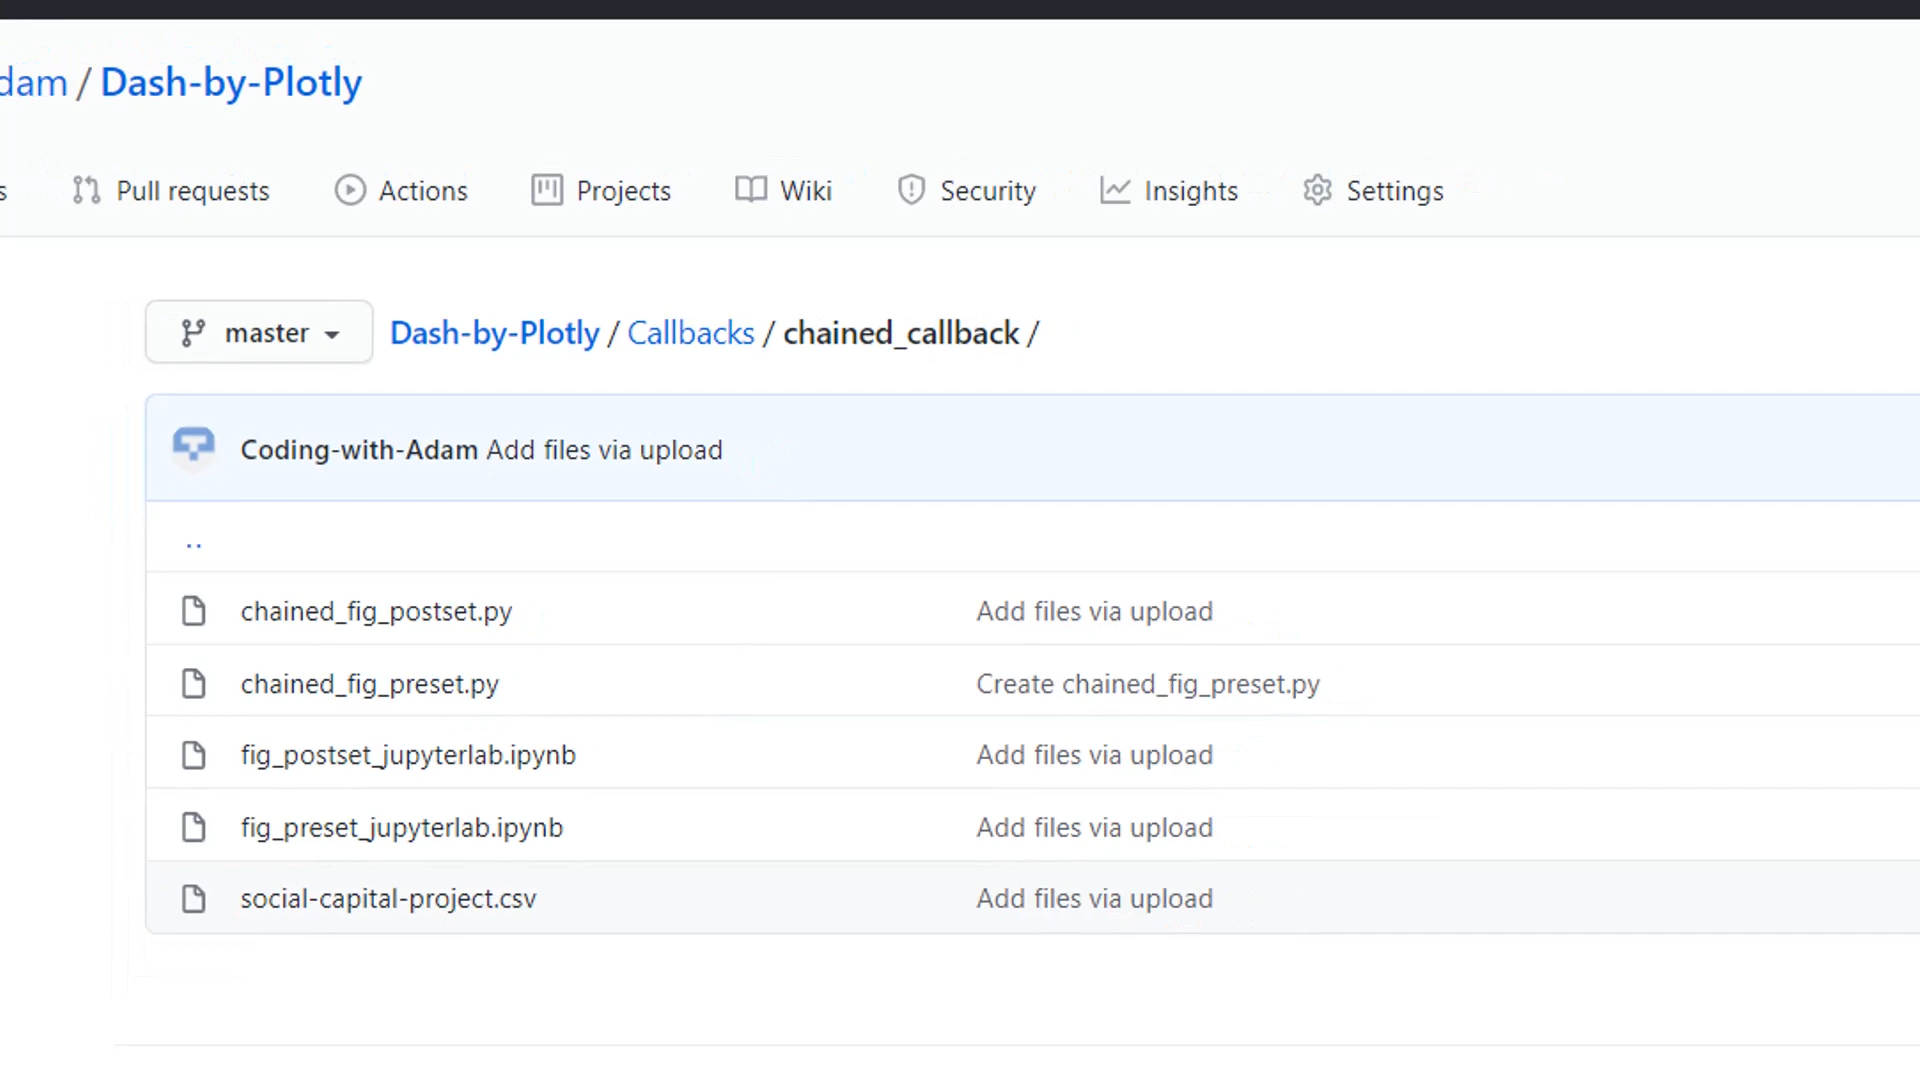 dam / Dash-by-Plotly
s Pull requests Actions Projects Wiki Security Insights Settings
master Dash-by-Plotly / Callbacks / chained_callback /
Coding-with-Adam Add files via upload
..
chained_fig_postset.py Add files via upload
chained_fig_preset.py Create chained_fig_preset.py
fig_postset_jupyterlab.ipynb Add files via upload
fig_preset_jupyterlab.ipynb Add files via upload
social-capital-project.csv Add files via upload